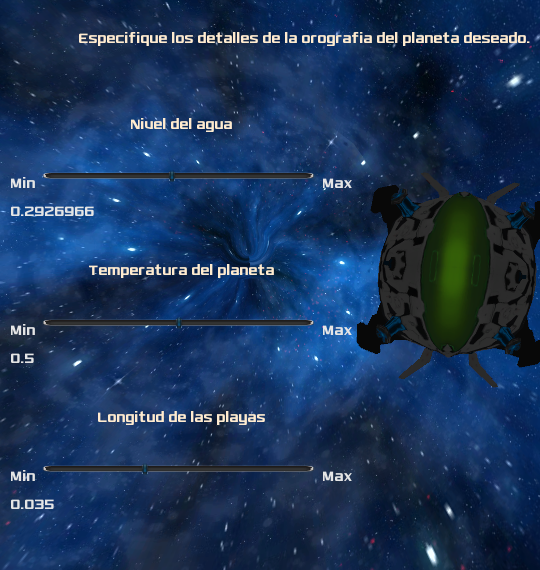 Especifique los detalles de la orografia del planeta deseado.
Nivel del agua
Min Max
0.2926966
Temperatura del planeta
Min Max
0.5
Longitud de las playas
Min Max
0.035